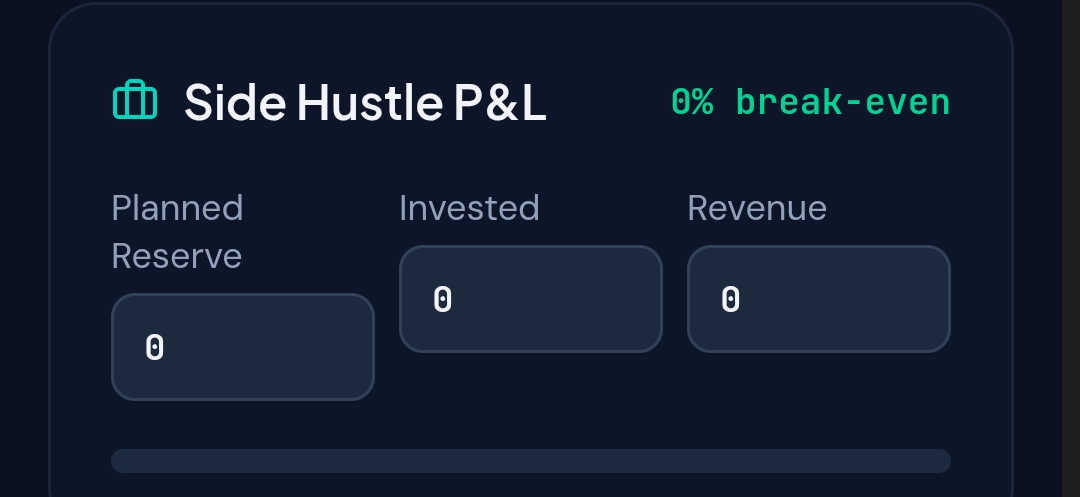 Side Hustle P&L
0% break-even
Planned
Reserve
Invested
Revenue
0
0
0